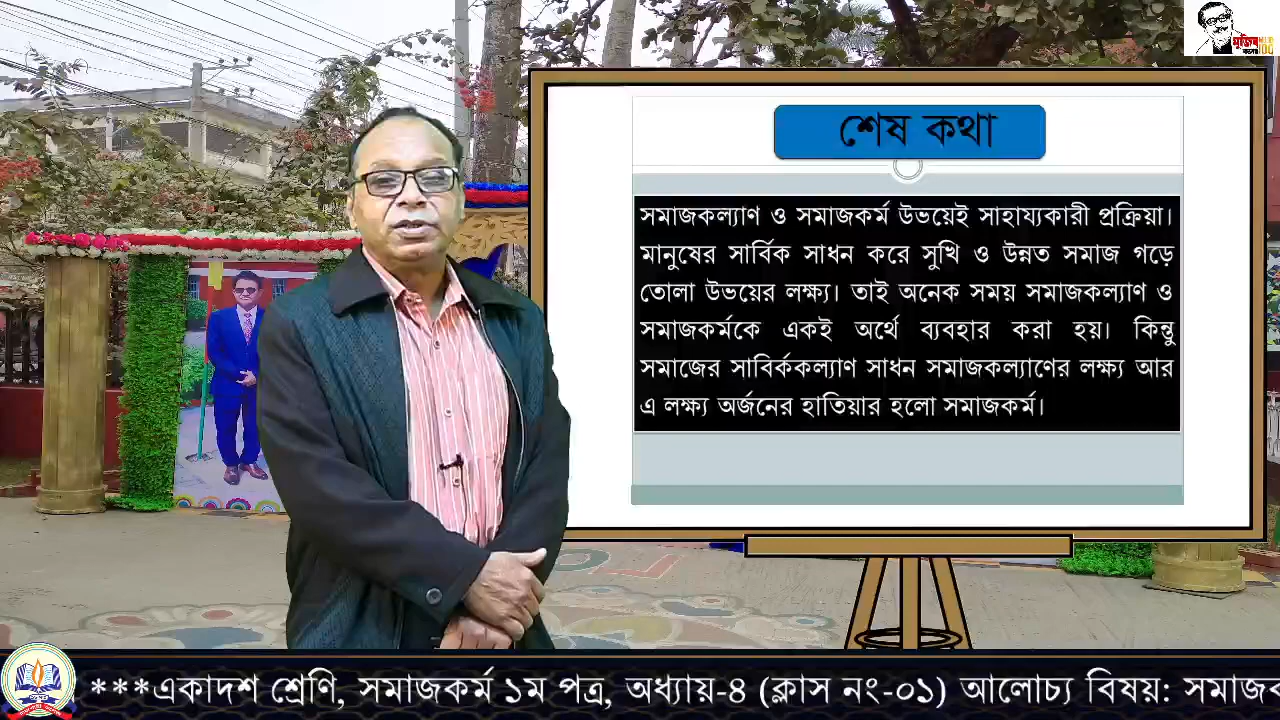 শেষ কথা
সমাজকল্যাণ ও সমাজকর্ম উভয়েই সাহায্যকারী প্রক্রিয়া।
মানুষের সার্বিক সাধন করে সুখি ও উন্নত সমাজ গড়ে
তোলা উভয়ের লক্ষ্য। তাই অনেক সময় সমাজকল্যাণ ও
সমাজকর্মকে একই অর্থে ব্যবহার করা হয়। কিন্তু
সমাজের সাবির্ককল্যাণ সাধন সমাজকল্যাণের লক্ষ্য আর
এ লক্ষ্য অর্জনের হাতিয়ার হলো সমাজকর্ম।
***একাদশ শ্রেণি, সমাজকর্ম ১ম পত্র, অধ্যায়-৪ (ক্লাস নং-০১) আলোচ্য বিষয়: